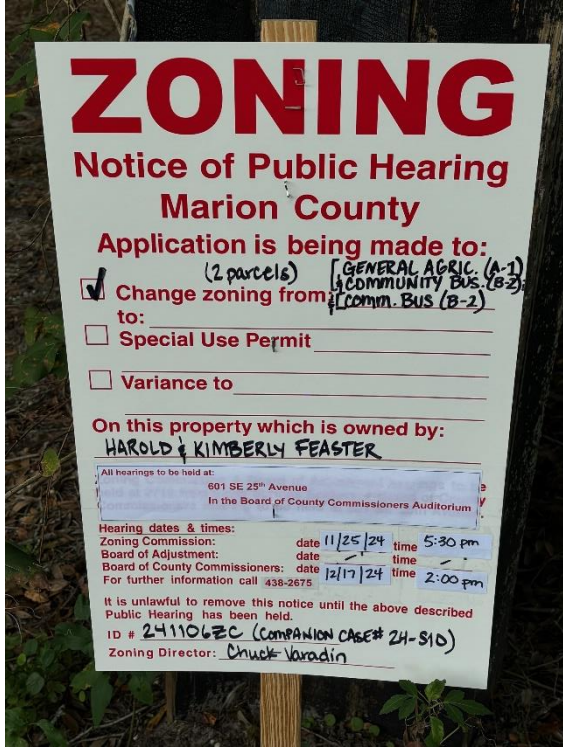 ZONING
Notice of Public Hearing
Marion County
Application is being made to:
(2 parcels) [GENERAL AGRIC. (A-1)
& COMMUNITY BUS. (B-2)
Change zoning from: & [COMM. BUS (B-2)
to:
Special Use Permit
Variance to
On this property which is owned by:
HAROLD & KIMBERLY FEASTER
All hearings to be held at:
601 SE 25th Avenue
In the Board of County Commissioners Auditorium
Hearing dates & times:
Zoning Commission: date 11/25/24 time 5:30 pm
Board of Adjustment: date -/- time -/-
Board of County Commissioners: date 12/17/24 time 2:00 pm
For further information call 438-2675
It is unlawful to remove this notice until the above described
Public Hearing has been held.
ID # 241106ZC (COMPANION CASE# 24-S10)
Zoning Director: Chuck Varadin